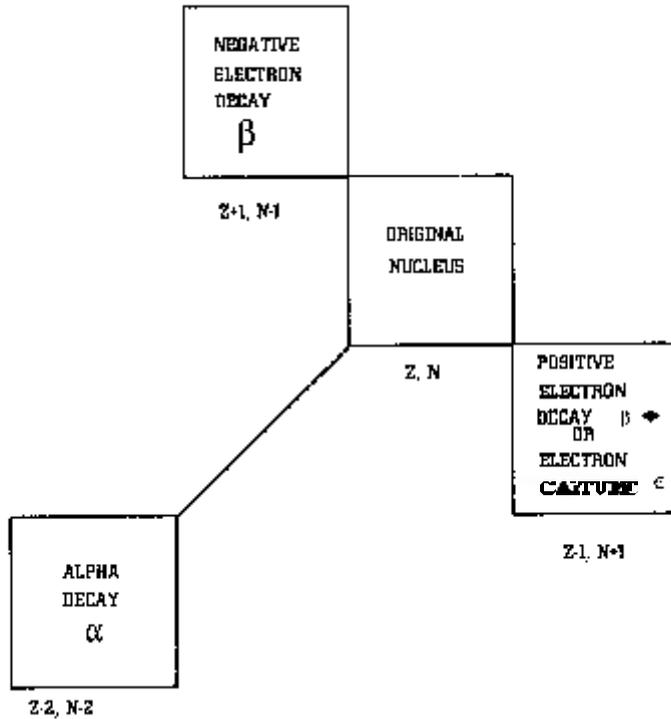 NEGATIVE
ELECTRON
DECAY
β
Z+1, N-1
ORIGINAL
NUCLEUS
Z, N
POSITIVE
ELECTRON
DECAY β +
OR
ELECTRON
CAPTURE ϵ
Z-1, N+1
ALPHA
DECAY
α
Z-2, N-2